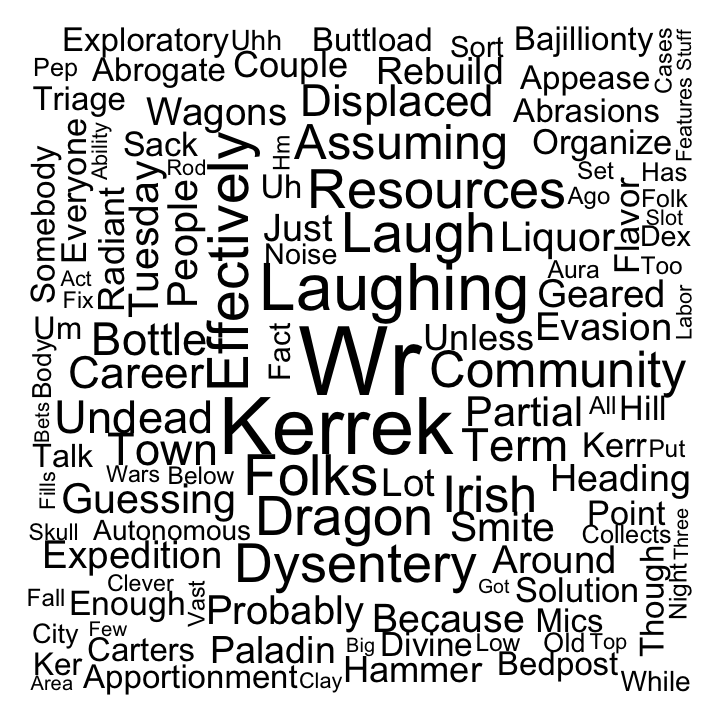 Exploratory Uhh Buttload Sort Bajillionty Cases
Pep Abrogate Couple Rebuild Appease Features Stuff
Triage Wagons Displaced Abrasions
Somebody Everyone Ability Sack Hm Assuming Organize
Rod Uh Resources Set Has
Radiant Tuesday People Effectively Ago Flavor Folk
Just Laugh Liquor Slot
Noise Dex
Act Laughing Aura Too
Fix Geared Labor
Um Bottle Fact Wr Unless Evasion
Body Career Community
Bets Undead Kerrek Partial All Hill
Talk Town Term Kerr Put
Fills Wars Below Folks Lot Heading
Guessing Dragon Irish Point
Skull Autonomous Smite Collects Three
Expedition Dysentery Around Though Night
Clever Vast Got Solution
Fall Enough Probably Because Mics
City Few Carters Paladin Big Divine Low Old Top
Ker Hammer Bedpost
Area Apportionment Clay While